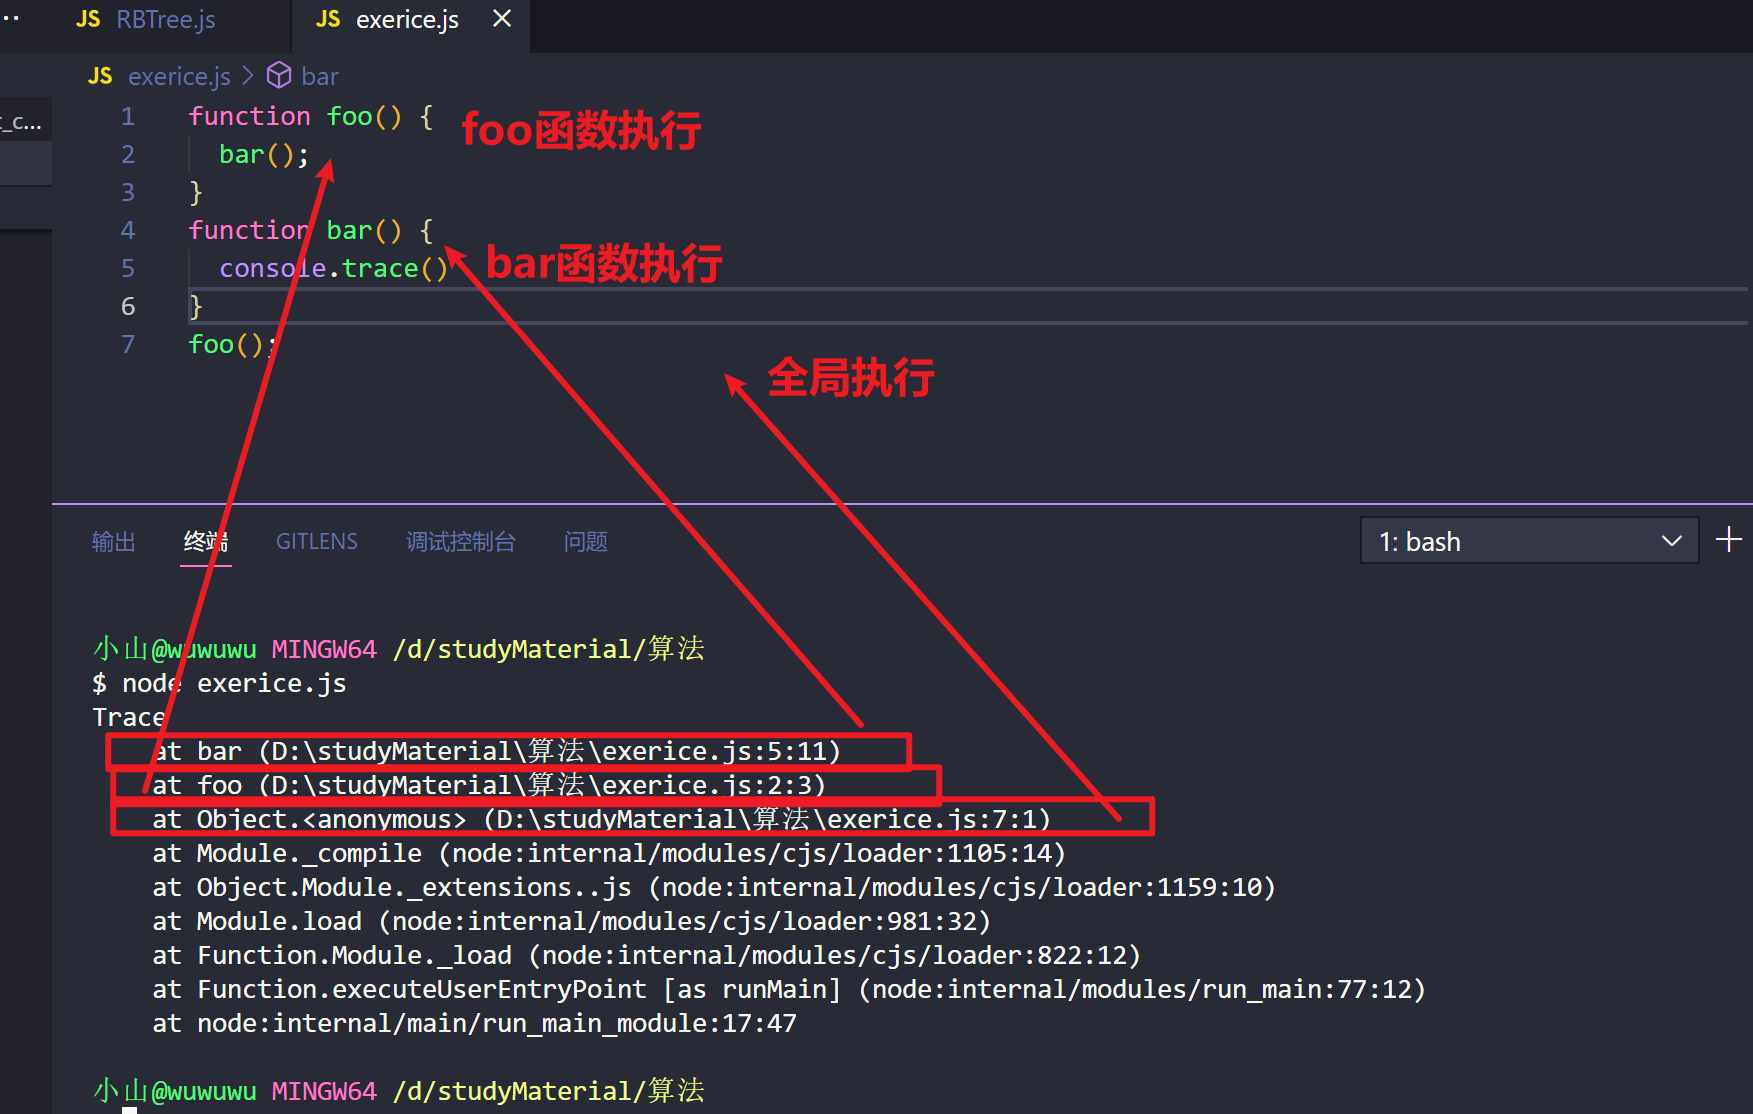 JS RBTree.js JS exerice.js
JS exerice.js > bar
1 function foo() {
foo函数执行
2 bar();
3 }
4 function bar() {
bar函数执行
5 console.trace()
6 }
7 foo();
全局执行
输出 终端 GITLENS 调试控制台 问题 1: bash
小山@wuwuwu MINGW64 /d/studyMaterial/算法
$ node exerice.js
Trace
at bar (D:\studyMaterial\算法\exerice.js:5:11)
at foo (D:\studyMaterial\算法\exerice.js:2:3)
at Object.<anonymous> (D:\studyMaterial\算法\exerice.js:7:1)
at Module._compile (node:internal/modules/cjs/loader:1105:14)
at Object.Module._extensions..js (node:internal/modules/cjs/loader:1159:10)
at Module.load (node:internal/modules/cjs/loader:981:32)
at Function.Module._load (node:internal/modules/cjs/loader:822:12)
at Function.executeUserEntryPoint [as runMain] (node:internal/modules/run_main:77:12)
at node:internal/main/run_main_module:17:47
小山@wuwuwu MINGW64 /d/studyMaterial/算法